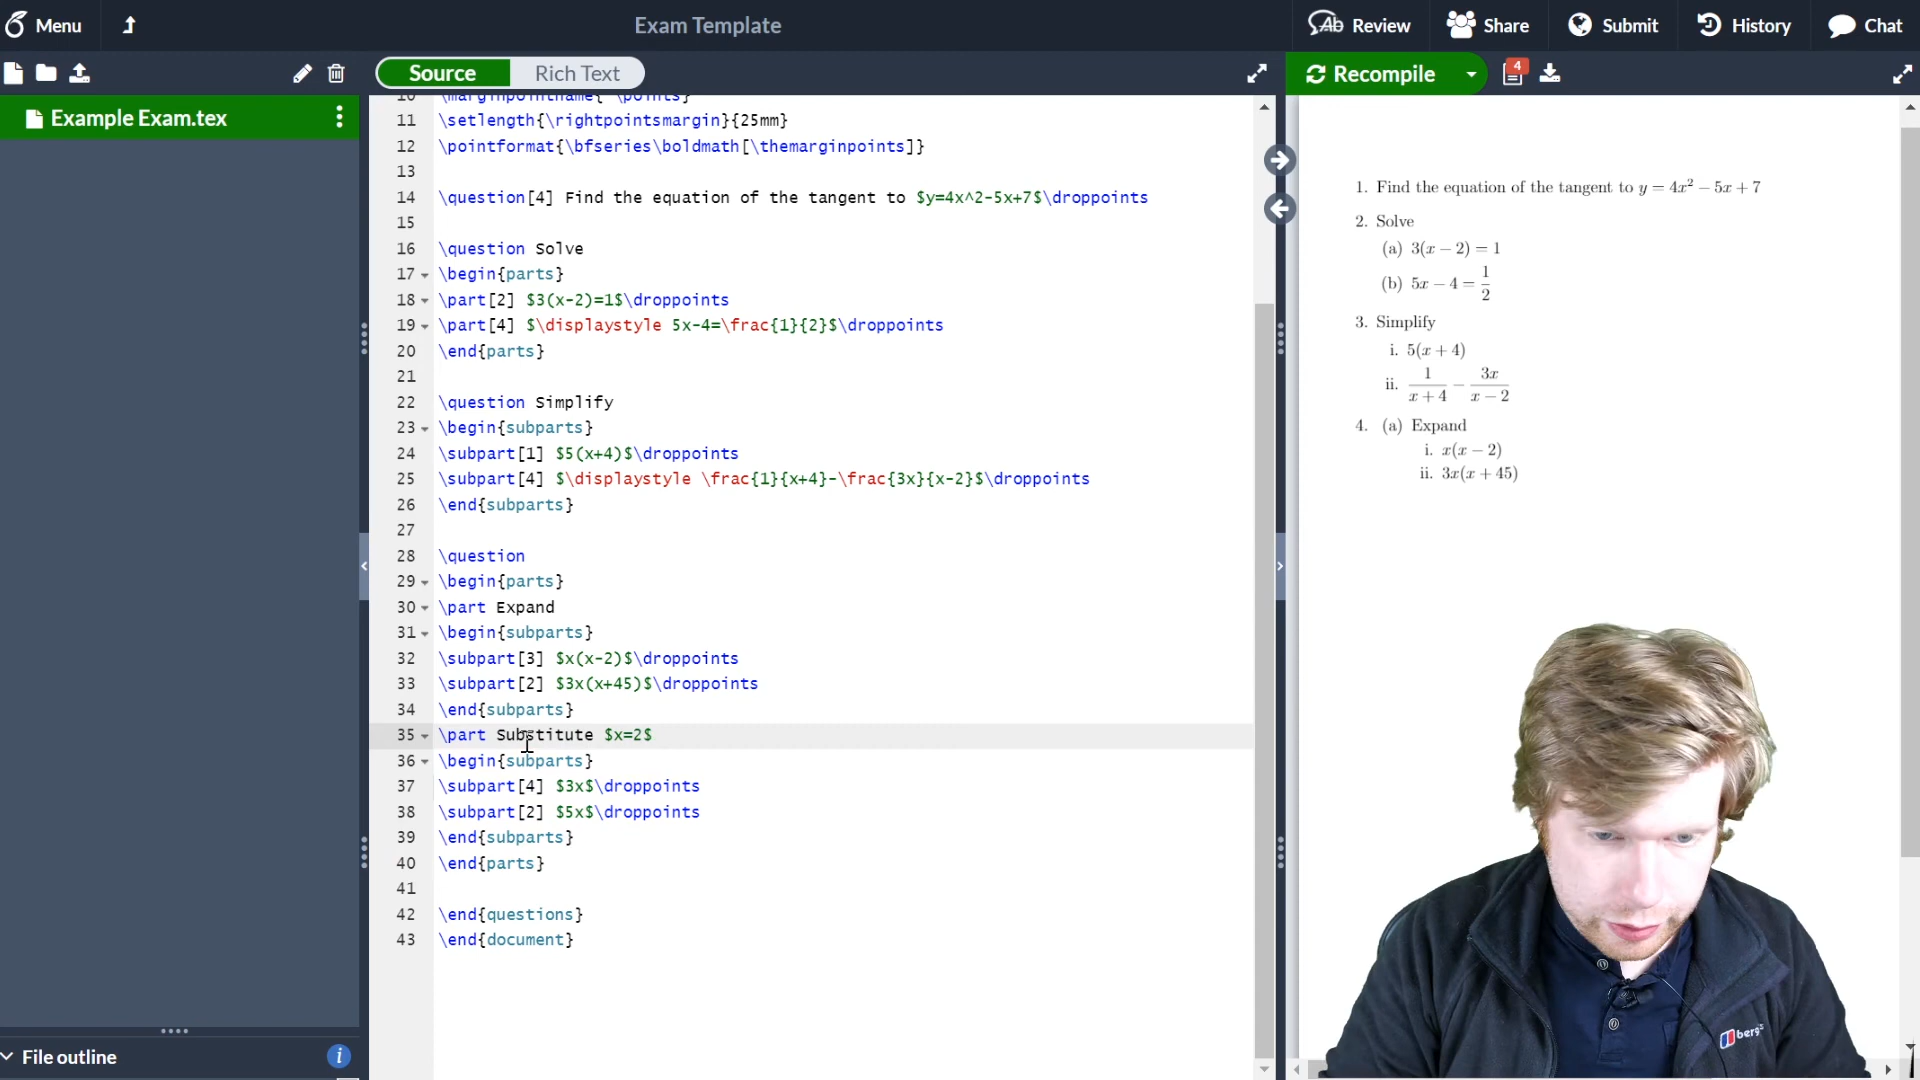 Menu
Exam Template
Review
Share
Submit
History
Chat
Source
Rich Text
Recompile
4
Example Exam.tex
10 \marginpointname{ \points}
11 \setlength{\rightpointsmargin}{25mm}
12 \pointformat{\bfseries\boldmath[\themarginpoints]}
13
14 \question[4] Find the equation of the tangent to $y=4x^2-5x+7$\droppoints
15
16 \question Solve
17 \begin{parts}
18 \part[2] $3(x-2)=1$\droppoints
19 \part[4] $\displaystyle 5x-4=\frac{1}{2}$\droppoints
20 \end{parts}
21
22 \question Simplify
23 \begin{subparts}
24 \subpart[1] $5(x+4)$\droppoints
25 \subpart[4] $\displaystyle \frac{1}{x+4}-\frac{3x}{x-2}$\droppoints
26 \end{subparts}
27
28 \question
29 \begin{parts}
30 \part Expand
31 \begin{subparts}
32 \subpart[3] $x(x-2)$\droppoints
33 \subpart[2] $3x(x+45)$\droppoints
34 \end{subparts}
35 \part Substitute $x=2$
36 \begin{subparts}
37 \subpart[4] $3x$\droppoints
38 \subpart[2] $5x$\droppoints
39 \end{subparts}
40 \end{parts}
41
42 \end{questions}
43 \end{document}
1. Find the equation of the tangent to y = 4x² − 5x + 7
2. Solve
(a) 3(x − 2) = 1
(b) 5x − 4 = 1/2
3. Simplify
i. 5(x + 4)
ii. 1/(x + 4) − 3x/(x − 2)
4. (a) Expand
i. x(x − 2)
ii. 3x(x + 45)
File outline
i